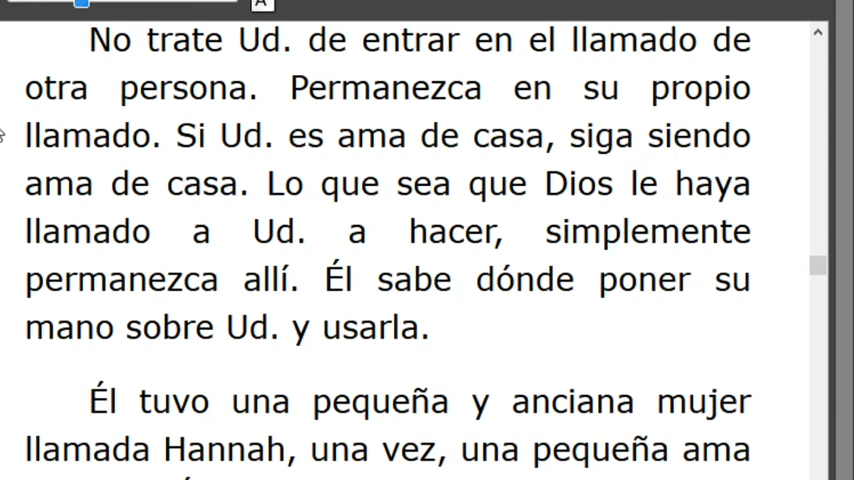 A
No trate Ud. de entrar en el llamado de
otra persona. Permanezca en su propio
llamado. Si Ud. es ama de casa, siga siendo
ama de casa. Lo que sea que Dios le haya
llamado a Ud. a hacer, simplemente
permanezca allí. Él sabe dónde poner su
mano sobre Ud. y usarla.
Él tuvo una pequeña y anciana mujer
llamada Hannah, una vez, una pequeña ama